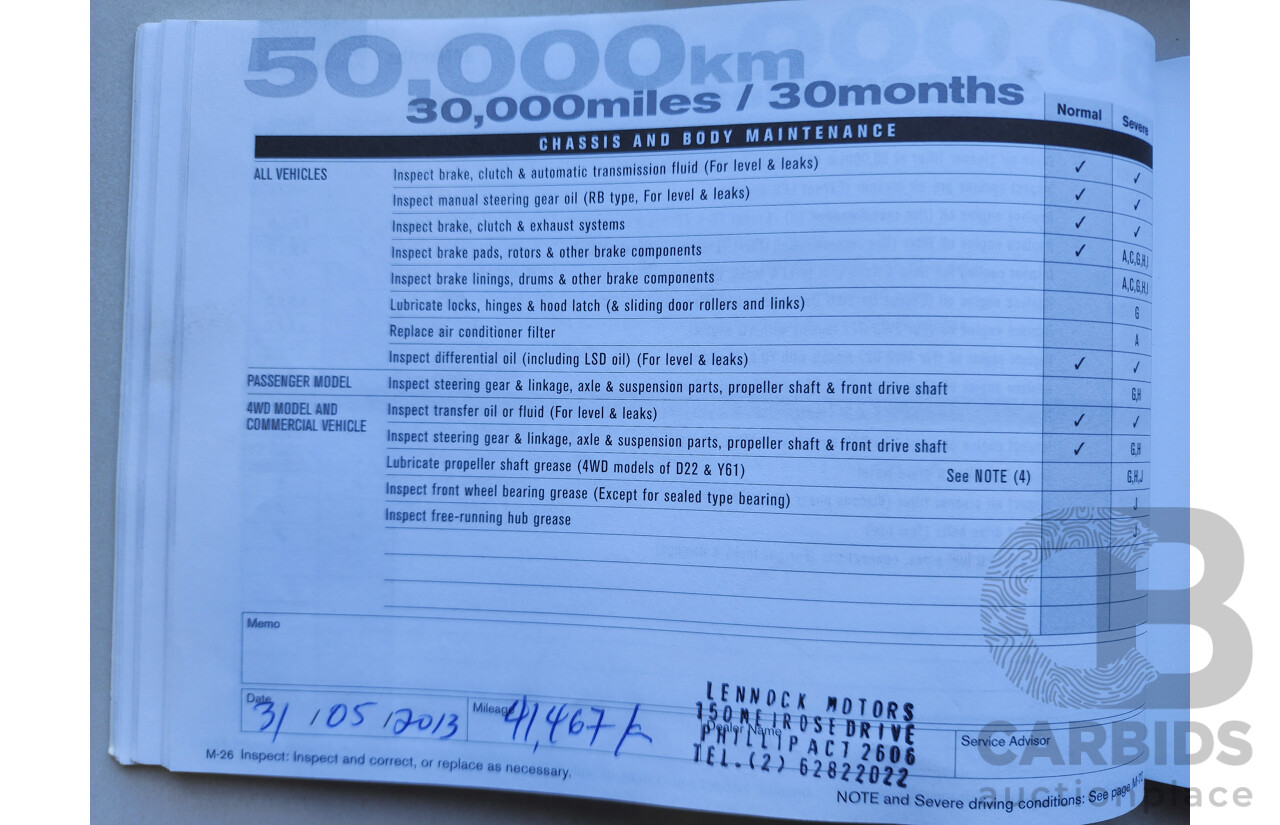 50,000km
30,000miles / 30months
Normal Severe
CHASSIS AND BODY MAINTENANCE
ALL VEHICLES Inspect brake, clutch & automatic transmission fluid (For level & leaks) ✓ ✓
Inspect manual steering gear oil (RB type, For level & leaks) ✓ ✓
Inspect brake, clutch & exhaust systems ✓ ✓
Inspect brake pads, rotors & other brake components ✓ A,C,G,H,I
Inspect brake linings, drums & other brake components A,C,G,H,I
Lubricate locks, hinges & hood latch (& sliding door rollers and links) G
Replace air conditioner filter A
Inspect differential oil (including LSD oil) (For level & leaks) ✓ ✓
PASSENGER MODEL Inspect steering gear & linkage, axle & suspension parts, propeller shaft & front drive shaft G,H
4WD MODEL AND Inspect transfer oil or fluid (For level & leaks) ✓ ✓
COMMERCIAL VEHICLE Inspect steering gear & linkage, axle & suspension parts, propeller shaft & front drive shaft ✓ G,H
Lubricate propeller shaft grease (4WD models of D22 & Y61) See NOTE (4) G,H,J
Inspect front wheel bearing grease (Except for sealed type bearing) J
Inspect free-running hub grease J
Memo
Date 31/05/2013 Mileage 41,467 k
LENNOCK MOTORS
150 MELROSE DRIVE
Dealer Name
PHILLIP ACT 2606
TEL.(2) 62822022
Service Advisor
M-26 Inspect: Inspect and correct, or replace as necessary.
NOTE and Severe driving conditions: See page
CB
CARBIDS
auctionplace